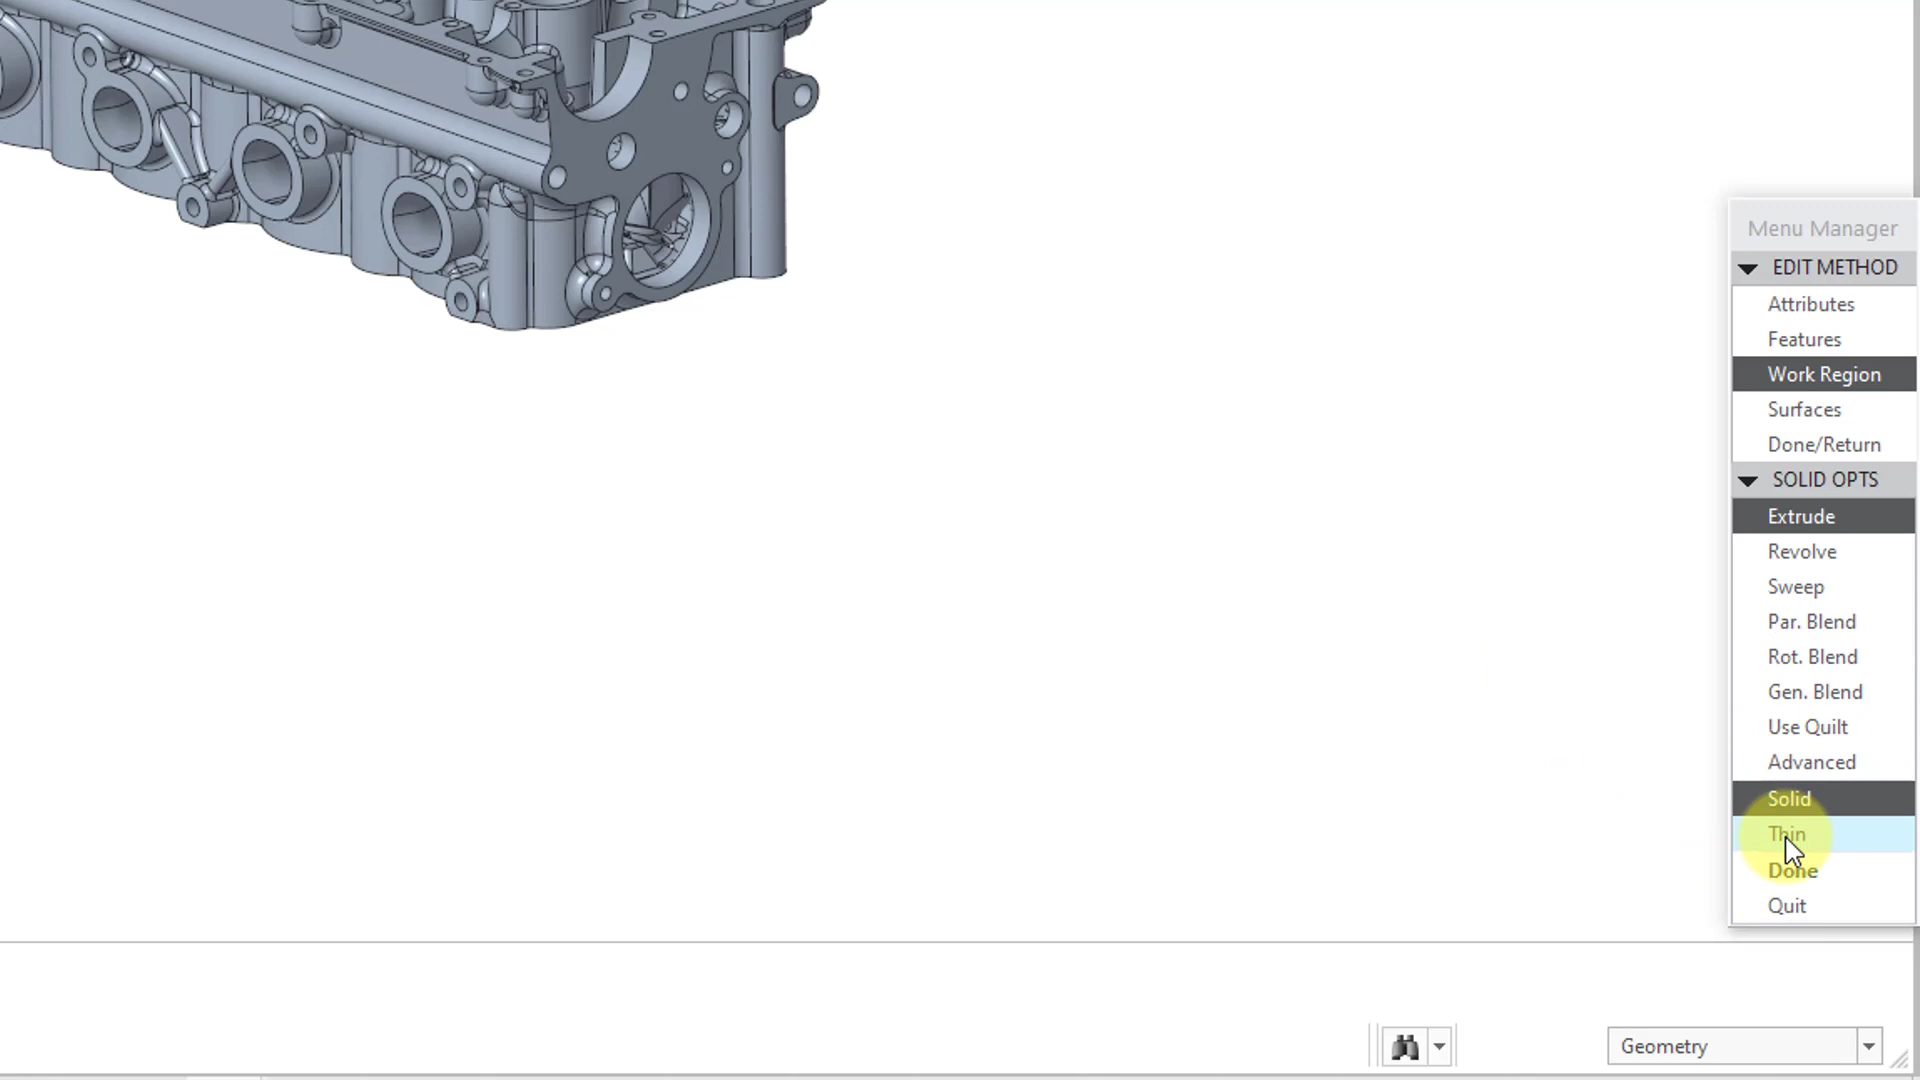 Menu Manager
EDIT METHOD
Attributes
Features
Work Region
Surfaces
Done/Return
SOLID OPTS
Extrude
Revolve
Sweep
Par. Blend
Rot. Blend
Gen. Blend
Use Quilt
Advanced
Solid
Thin
Done
Quit
Geometry